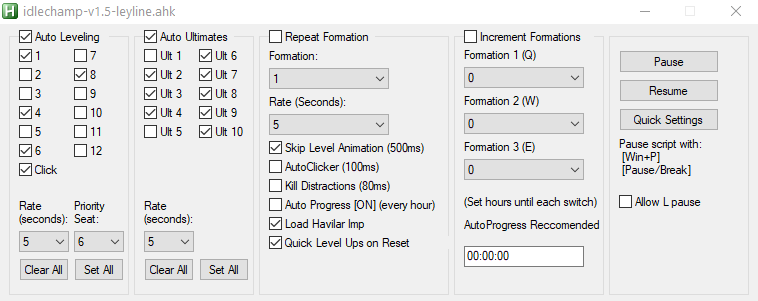 idlechamp-v1.5-leyline.ahk
Auto Leveling
1 7
2 8
3 9
4 10
5 11
6 12
Click
Rate (seconds):
Priority Seat:
5 6
Clear All Set All
Auto Ultimates
Ult 1 Ult 6
Ult 2 Ult 7
Ult 3 Ult 8
Ult 4 Ult 9
Ult 5 Ult 10
Rate
(seconds):
5
Clear All Set All
Repeat Formation
Formation:
1
Rate (Seconds):
5
Skip Level Animation (500ms)
AutoClicker (100ms)
Kill Distractions (80ms)
Auto Progress [ON] (every hour)
Load Havilar Imp
Quick Level Ups on Reset
Increment Formations
Formation 1 (Q)
0
Formation 2 (W)
0
Formation 3 (E)
0
(Set hours until each switch)
AutoProgress Reccomended
00:00:00
Pause
Resume
Quick Settings
Pause script with:
[Win+P]
[Pause/Break]
Allow L pause